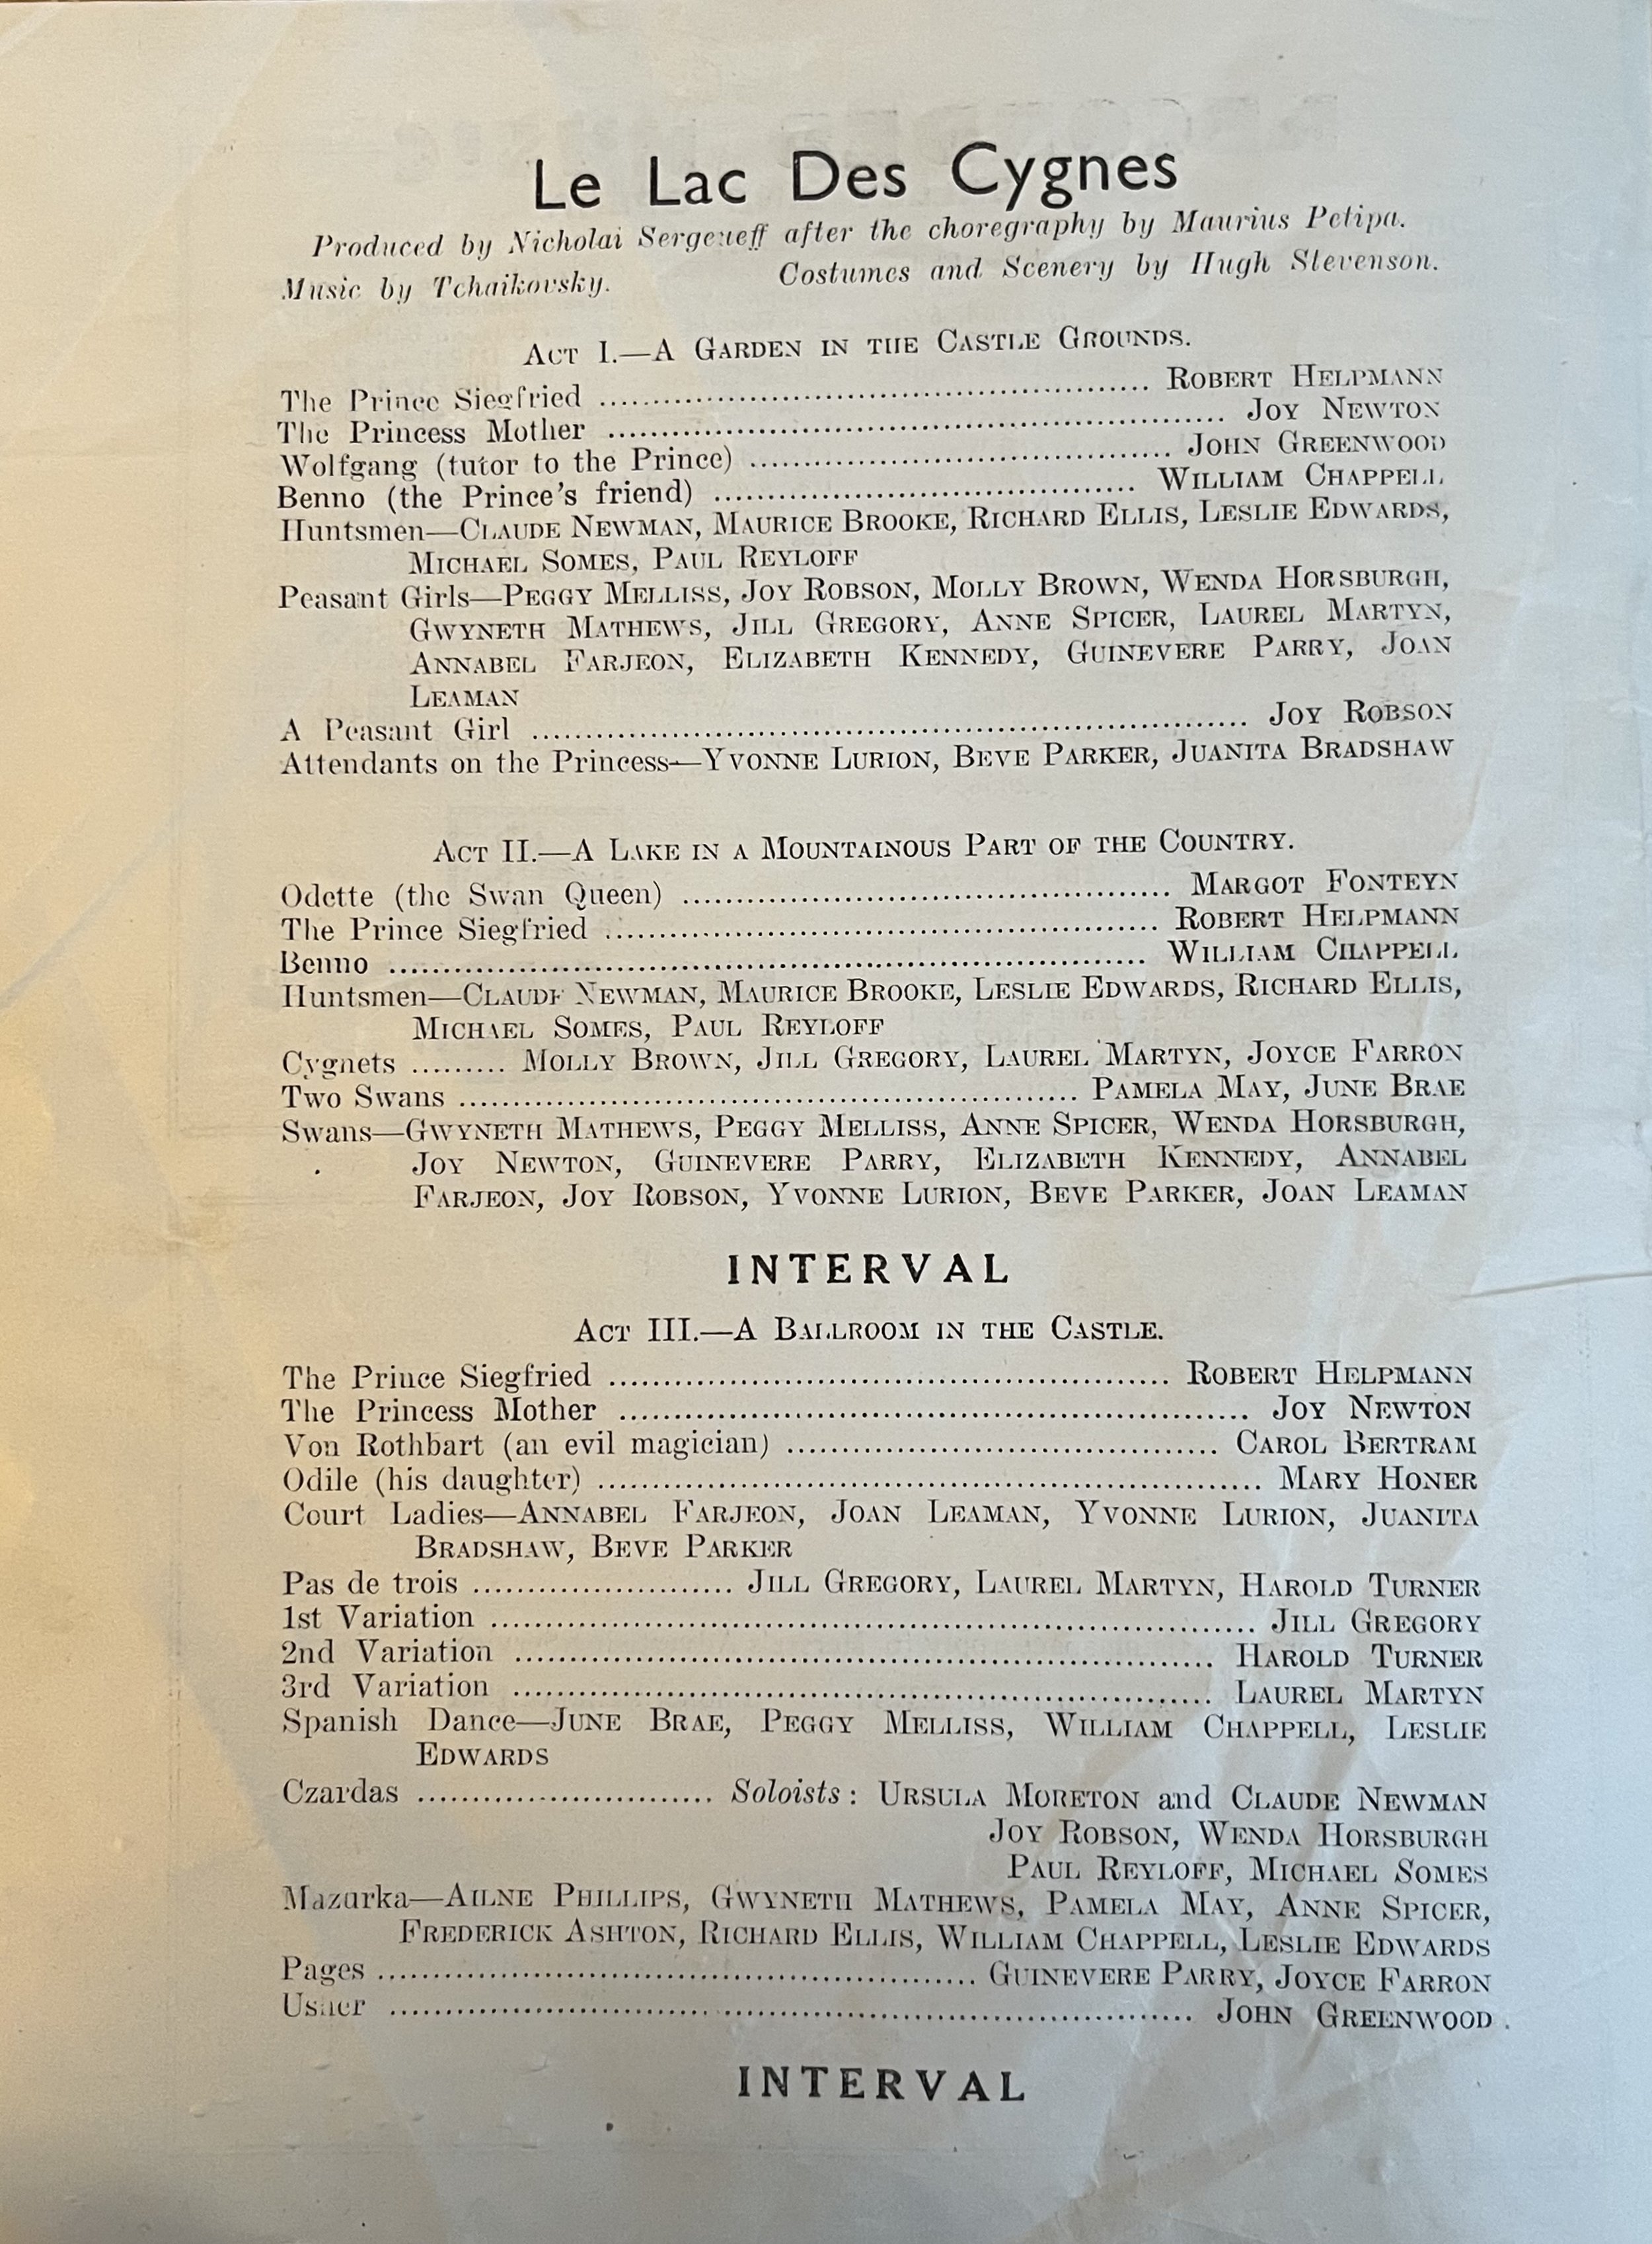 Le Lac Des Cygnes
Produced by Nicholai Sergeueff after the choregraphy by Maurius Petipa.
Music by Tchaikovsky. Costumes and Scenery by Hugh Stevenson.
ACT I.—A GARDEN IN THE CASTLE GROUNDS.
The Prince Siegfried .......... ROBERT HELPMANN
The Princess Mother .......... JOY NEWTON
Wolfgang (tutor to the Prince) .......... JOHN GREENWOOD
Benno (the Prince's friend) .......... WILLIAM CHAPPELL
Huntsmen—CLAUDE NEWMAN, MAURICE BROOKE, RICHARD ELLIS, LESLIE EDWARDS,
MICHAEL SOMES, PAUL REYLOFF
Peasant Girls—PEGGY MELLISS, JOY ROBSON, MOLLY BROWN, WENDA HORSBURGH,
GWYNETH MATHEWS, JILL GREGORY, ANNE SPICER, LAUREL MARTYN,
ANNABEL FARJEON, ELIZABETH KENNEDY, GUINEVERE PARRY, JOAN
LEAMAN
A Peasant Girl .......... JOY ROBSON
Attendants on the Princess—YVONNE LURION, BEVE PARKER, JUANITA BRADSHAW
ACT II.—A LAKE IN A MOUNTAINOUS PART OF THE COUNTRY.
Odette (the Swan Queen) .......... MARGOT FONTEYN
The Prince Siegfried .......... ROBERT HELPMANN
Benno .......... WILLIAM CHAPPELL
Huntsmen—CLAUDE NEWMAN, MAURICE BROOKE, LESLIE EDWARDS, RICHARD ELLIS,
MICHAEL SOMES, PAUL REYLOFF
Cygnets ......... MOLLY BROWN, JILL GREGORY, LAUREL MARTYN, JOYCE FARRON
Two Swans .......... PAMELA MAY, JUNE BRAE
Swans—GWYNETH MATHEWS, PEGGY MELLISS, ANNE SPICER, WENDA HORSBURGH,
JOY NEWTON, GUINEVERE PARRY, ELIZABETH KENNEDY, ANNABEL
FARJEON, JOY ROBSON, YVONNE LURION, BEVE PARKER, JOAN LEAMAN
INTERVAL
ACT III.—A BALLROOM IN THE CASTLE.
The Prince Siegfried .......... ROBERT HELPMANN
The Princess Mother .......... JOY NEWTON
Von Rothbart (an evil magician) .......... CAROL BERTRAM
Odile (his daughter) .......... MARY HONER
Court Ladies—ANNABEL FARJEON, JOAN LEAMAN, YVONNE LURION, JUANITA
BRADSHAW, BEVE PARKER
Pas de trois .......... JILL GREGORY, LAUREL MARTYN, HAROLD TURNER
1st Variation .......... JILL GREGORY
2nd Variation .......... HAROLD TURNER
3rd Variation .......... LAUREL MARTYN
Spanish Dance—JUNE BRAE, PEGGY MELLISS, WILLIAM CHAPPELL, LESLIE
EDWARDS
Czardas .......... Soloists: URSULA MORETON and CLAUDE NEWMAN
JOY ROBSON, WENDA HORSBURGH
PAUL REYLOFF, MICHAEL SOMES
Mazurka—AILNE PHILLIPS, GWYNETH MATHEWS, PAMELA MAY, ANNE SPICER,
FREDERICK ASHTON, RICHARD ELLIS, WILLIAM CHAPPELL, LESLIE EDWARDS
Pages .......... GUINEVERE PARRY, JOYCE FARRON
Usher .......... JOHN GREENWOOD.
INTERVAL